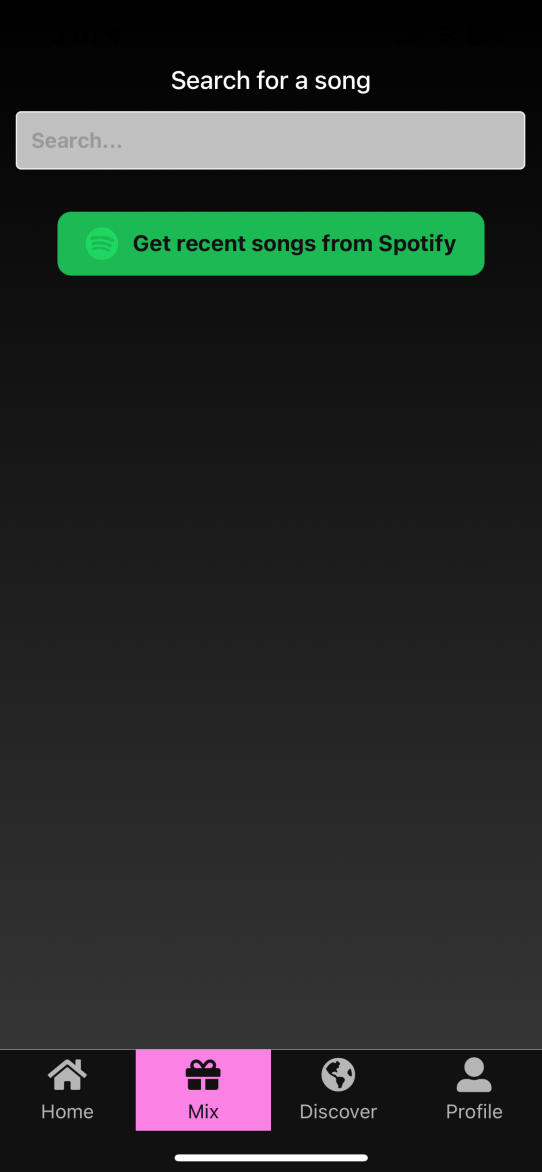 Search for a song
Search...
Get recent songs from Spotify
Home
Mix
Discover
Profile